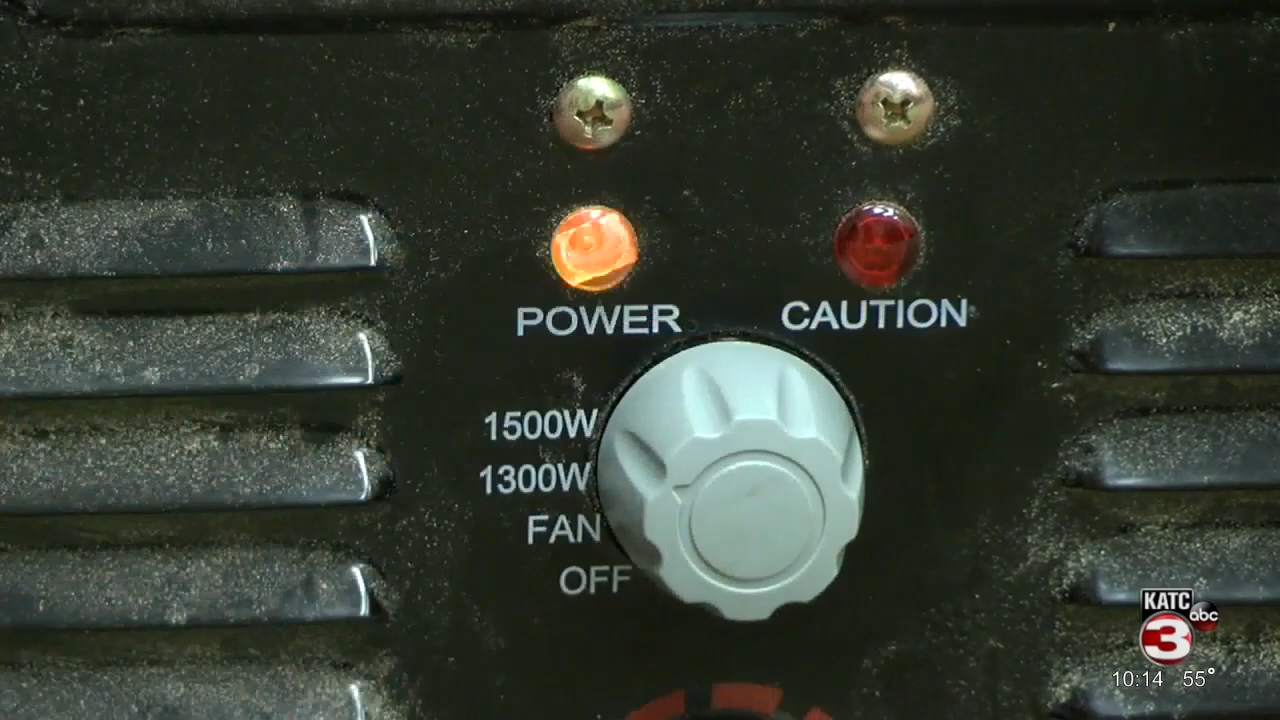 POWER
CAUTION
1500W
1300W
FAN
OFF
KATC
abc
3
10:14 55°